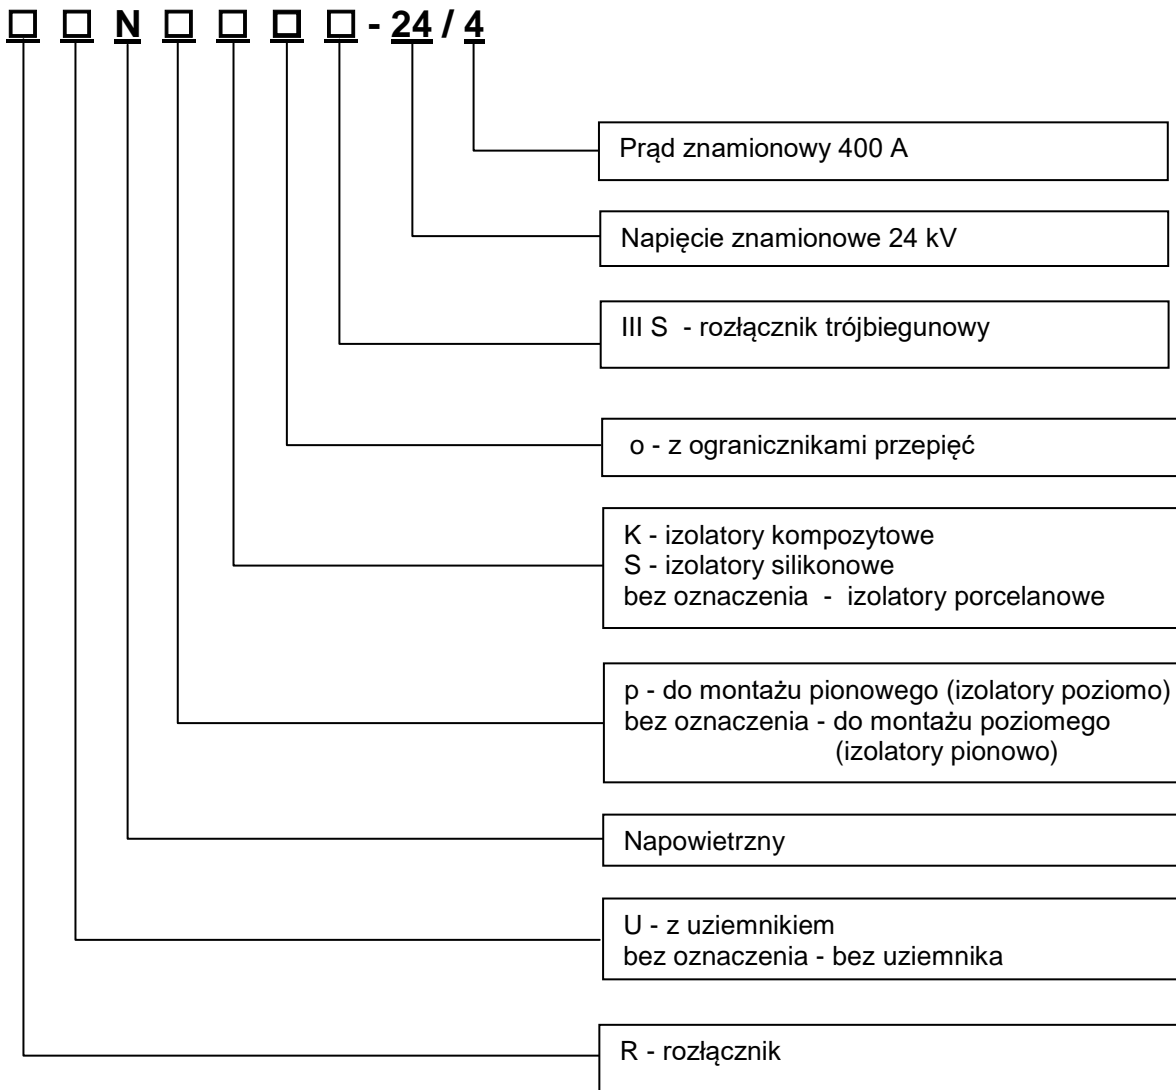 □ □ N □ □ □ □ - 24 / 4
Prąd znamionowy 400 A
Napięcie znamionowe 24 kV
III S - rozłącznik trójbiegunowy
o - z ogranicznikami przepięć
K - izolatory kompozytowe
S - izolatory silikonowe
bez oznaczenia - izolatory porcelanowe
p - do montażu pionowego (izolatory poziomo)
bez oznaczenia - do montażu poziomego
(izolatory pionowo)
Napowietrzny
U - z uziemnikiem
bez oznaczenia - bez uziemnika
R - rozłącznik